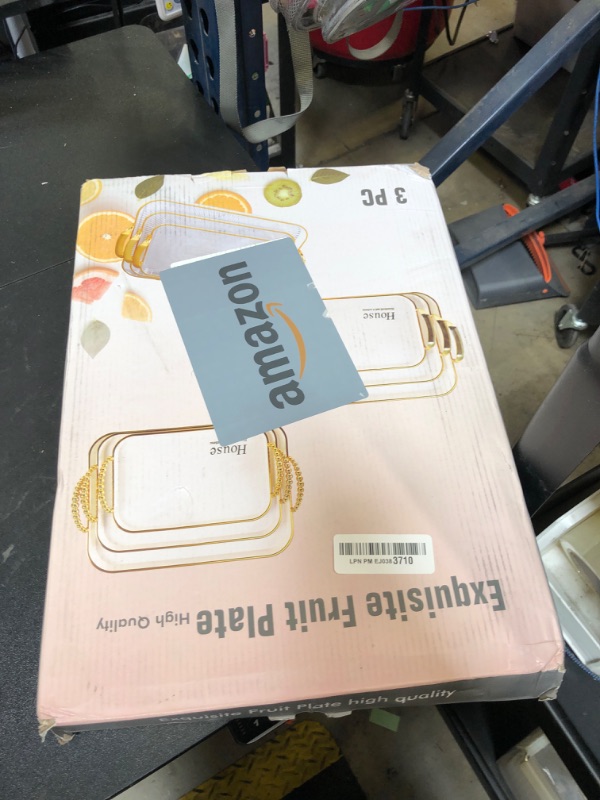 3 PC
amazon
House
House
LPN PM EJ038 3710
Exquisite Fruit Plate High Quality
Exquisite Fruit Plate high quality